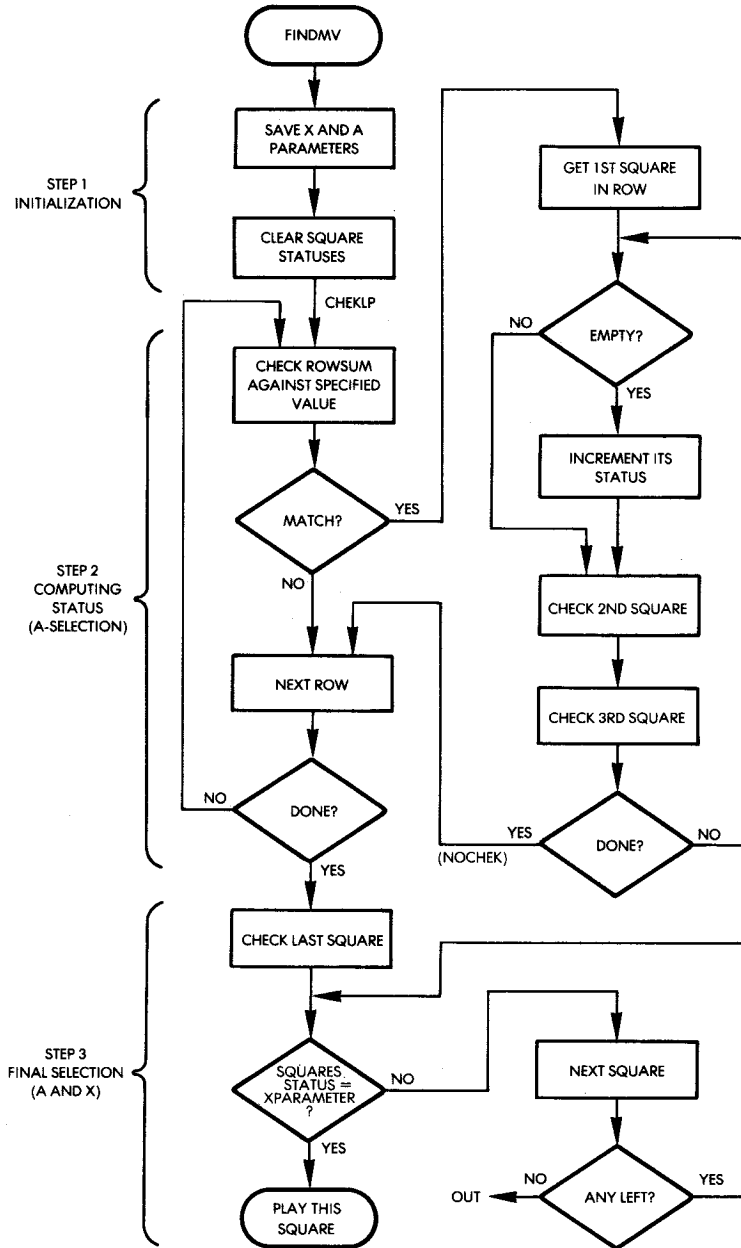 FINDMV
SAVE X AND A
PARAMETERS
STEP 1
INITIALIZATION
CLEAR SQUARE
STATUSES
CHEKLP
CHECK ROWSUM
AGAINST SPECIFIED
VALUE
MATCH?
YES
NO
STEP 2
COMPUTING
STATUS
(A-SELECTION)
NEXT ROW
NO
DONE?
YES
GET 1ST SQUARE
IN ROW
NO
EMPTY?
YES
INCREMENT ITS
STATUS
CHECK 2ND SQUARE
CHECK 3RD SQUARE
YES
(NOCHEK)
DONE?
NO
CHECK LAST SQUARE
STEP 3
FINAL SELECTION
(A AND X)
SQUARES
STATUS =
XPARAMETER
?
NO
YES
PLAY THIS
SQUARE
NEXT SQUARE
OUT
NO
ANY LEFT?
YES